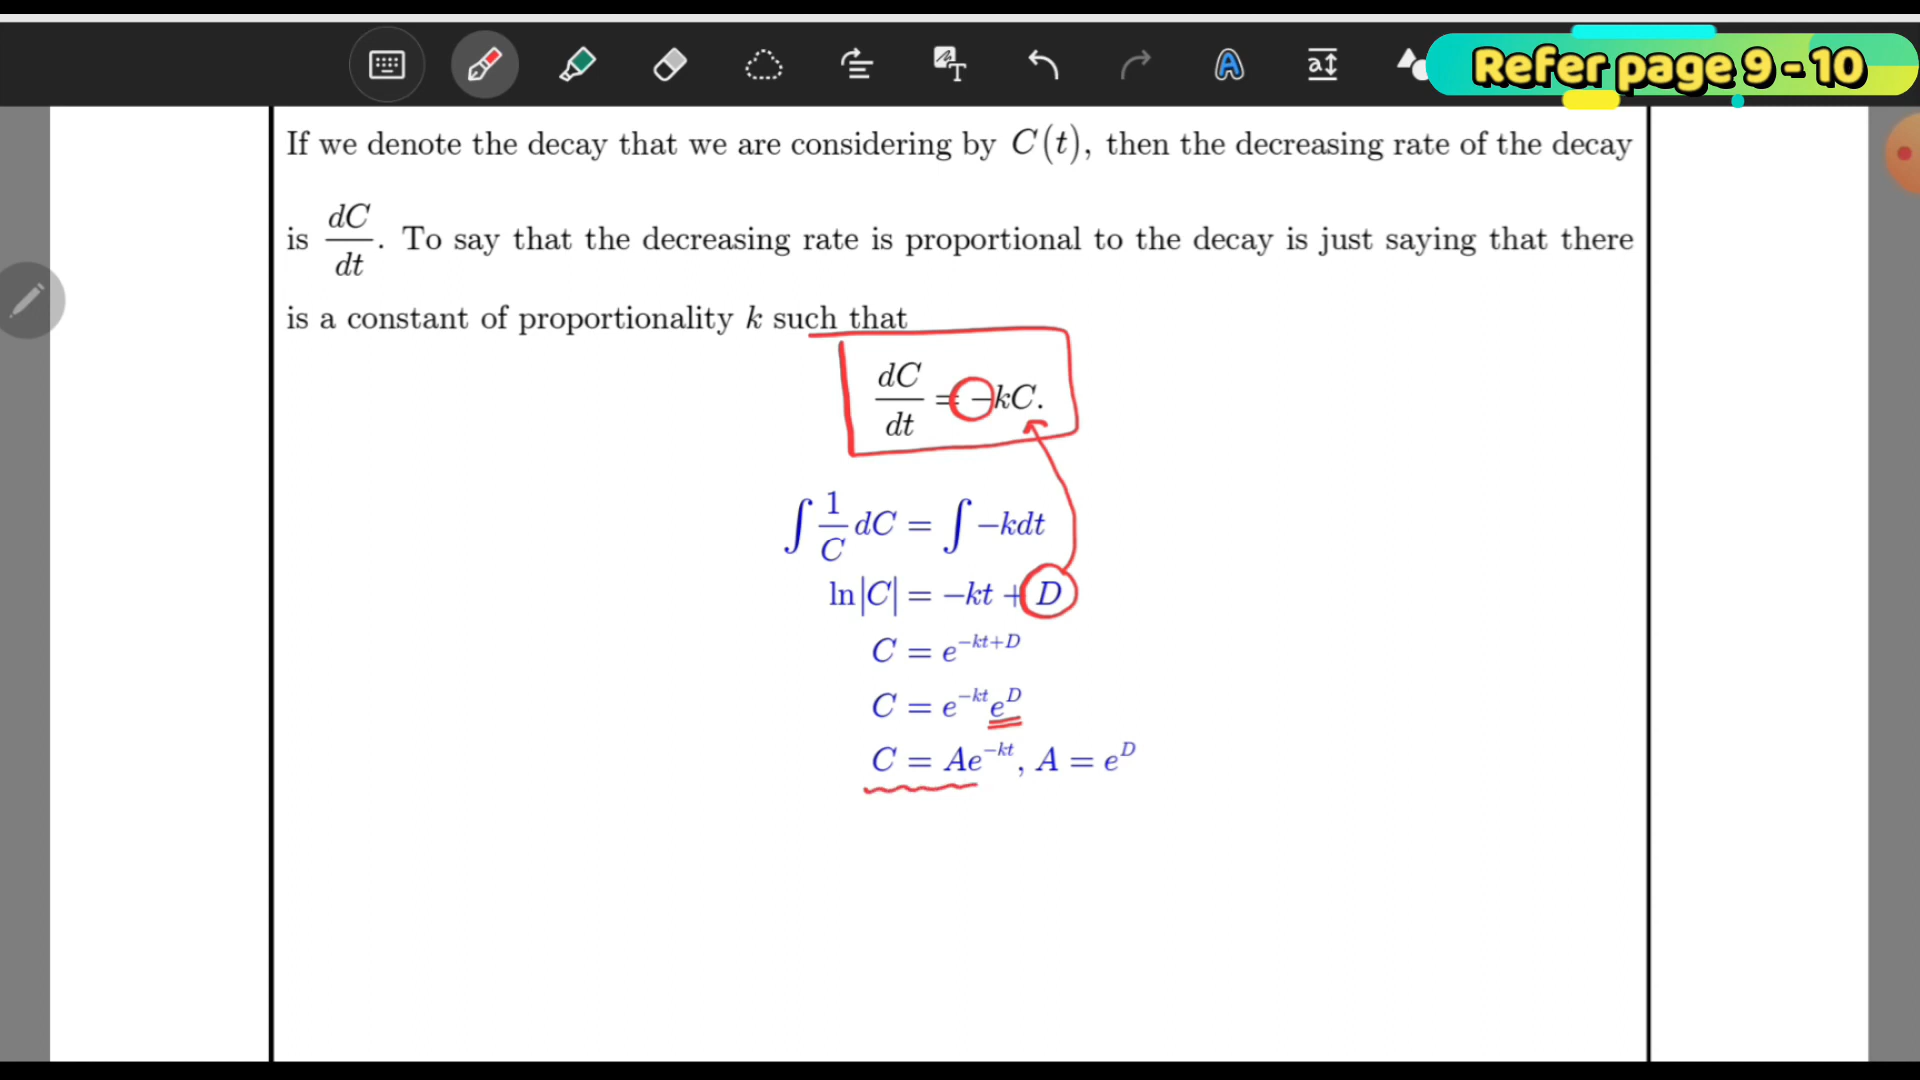 Refer page 9 - 10
If we denote the decay that we are considering by C(t), then the decreasing rate of the decay
is dC/dt. To say that the decreasing rate is proportional to the decay is just saying that there
is a constant of proportionality k such that
dC/dt = −kC.
∫ 1/C dC = ∫ −kdt
ln|C| = −kt + D
C = e^{−kt+D}
C = e^{−kt}e^{D}
C = Ae^{−kt}, A = e^{D}